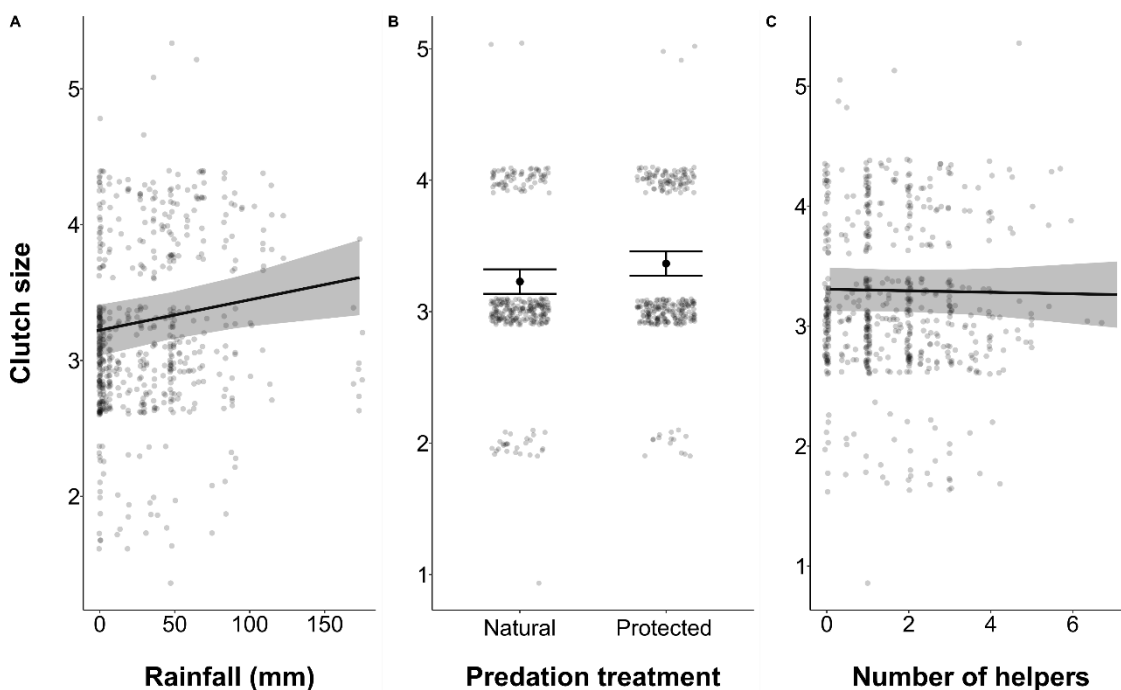 A
B
C
Clutch size
5
4
3
2
0
50
100
150
Rainfall (mm)
5
4
3
2
1
Natural
Protected
Predation treatment
5
4
3
2
1
0
2
4
6
Number of helpers